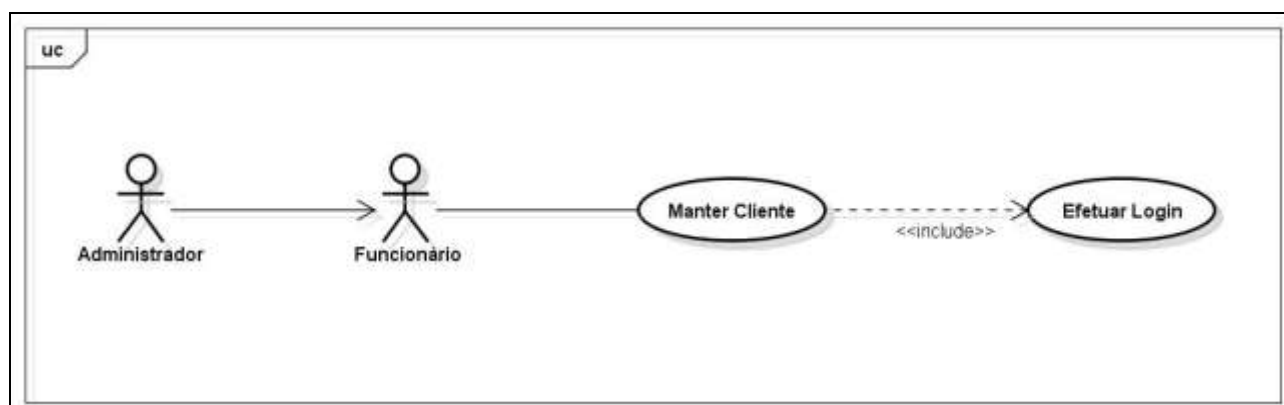 uc
Manter Cliente
Efetuar Login
<<include>>
Administrador
Funcionário